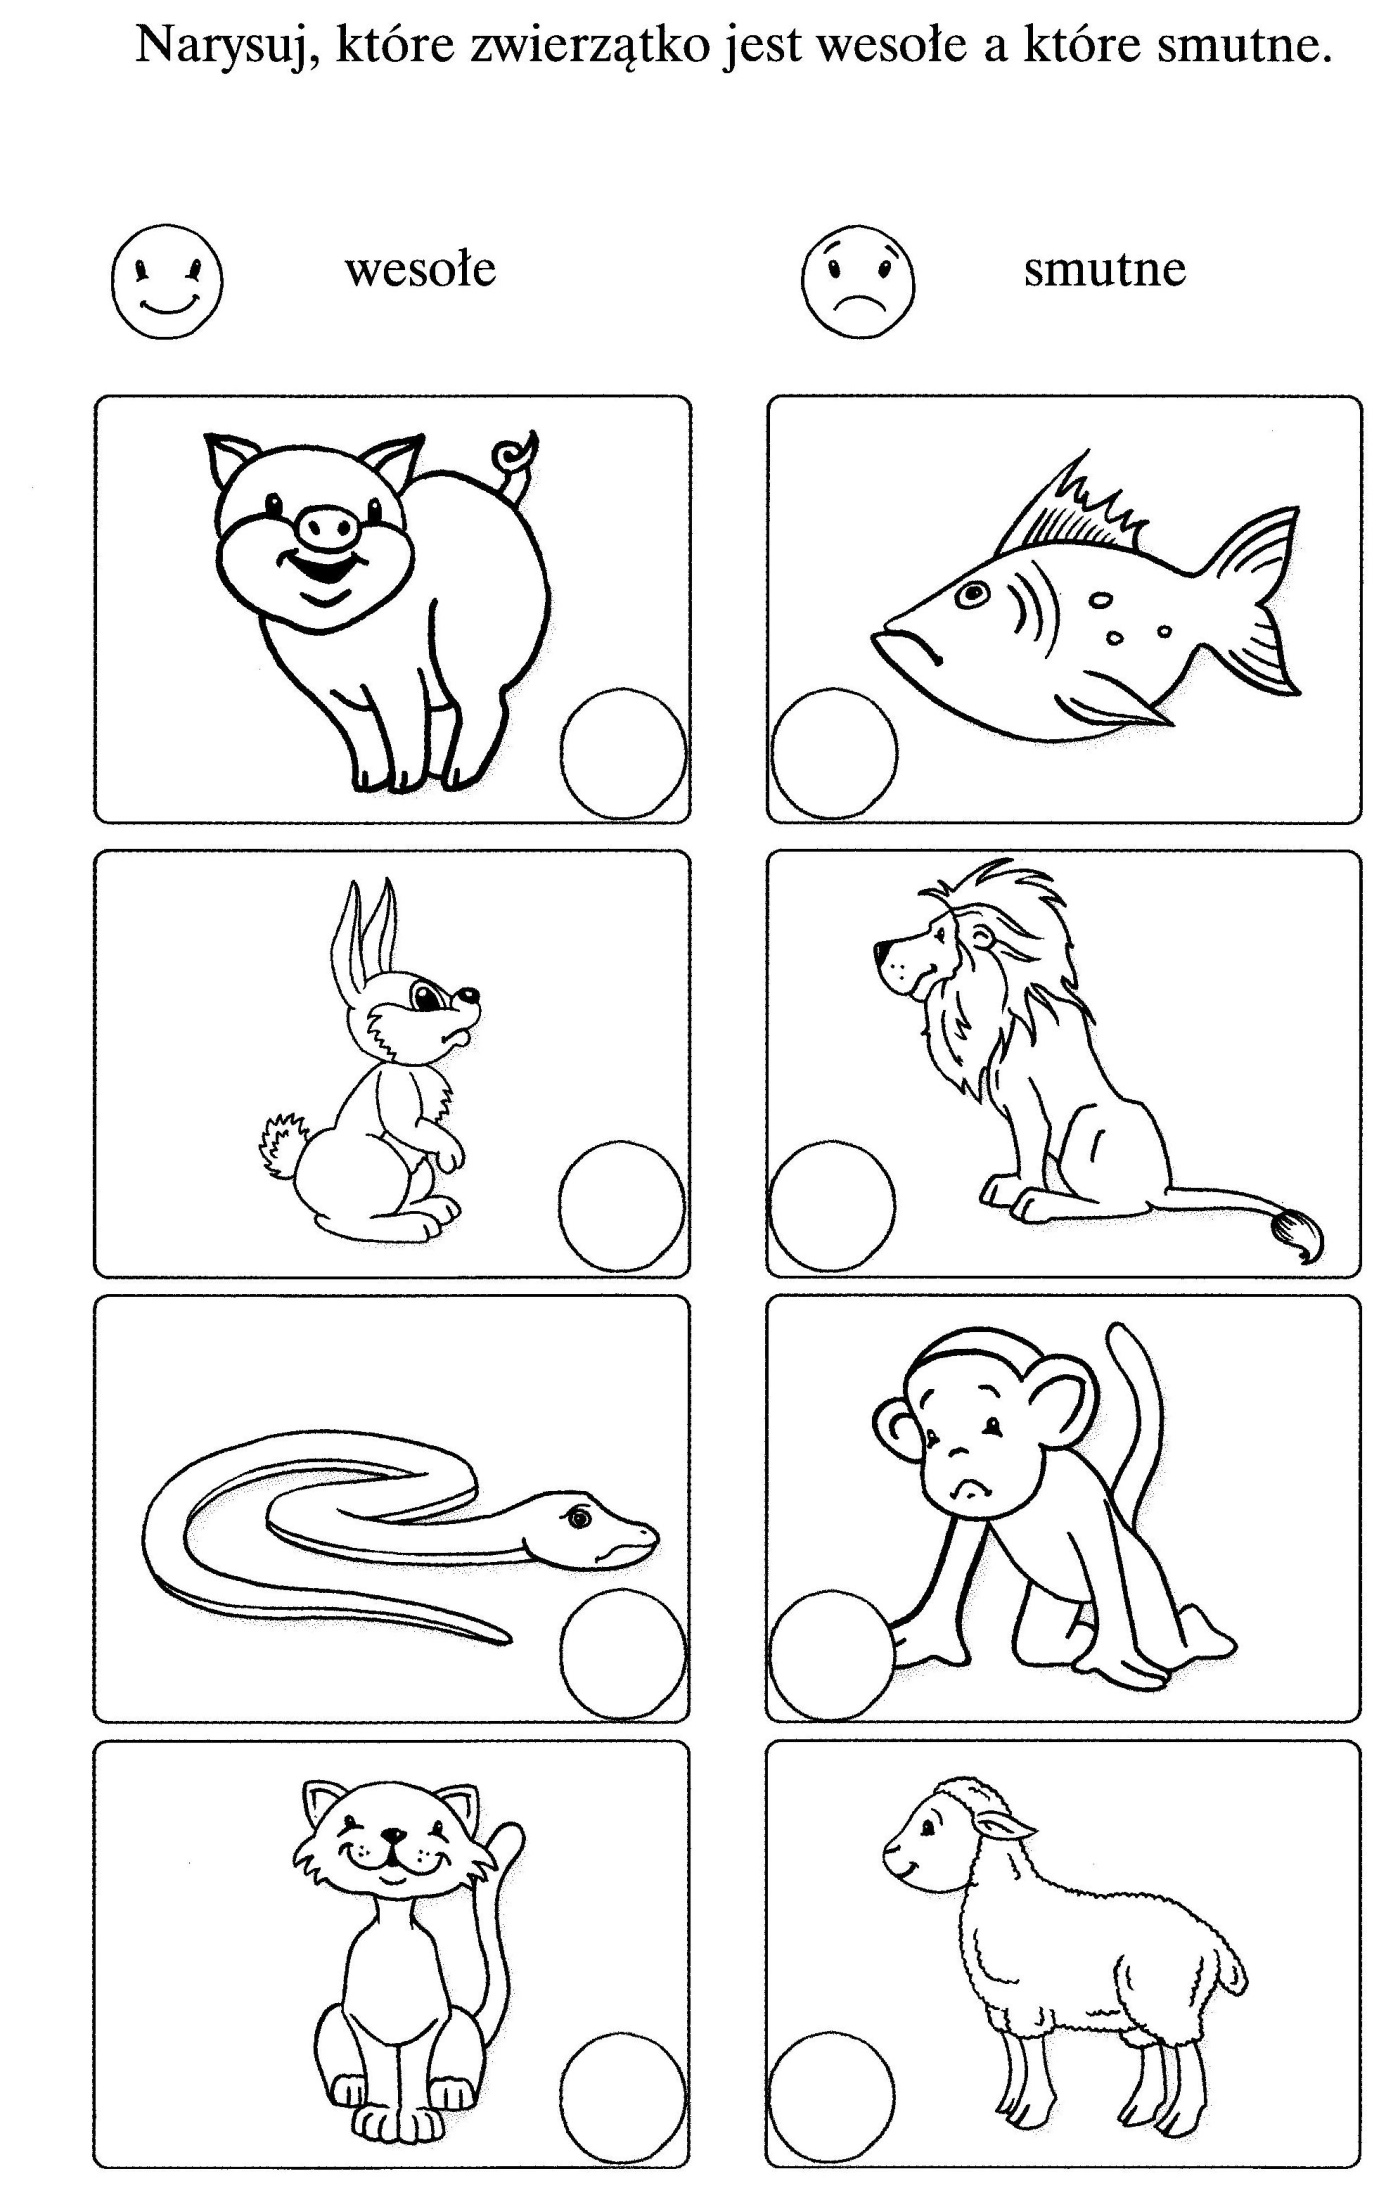 Narysuj, które zwierzątko jest wesołe a które smutne.
wesołe
smutne